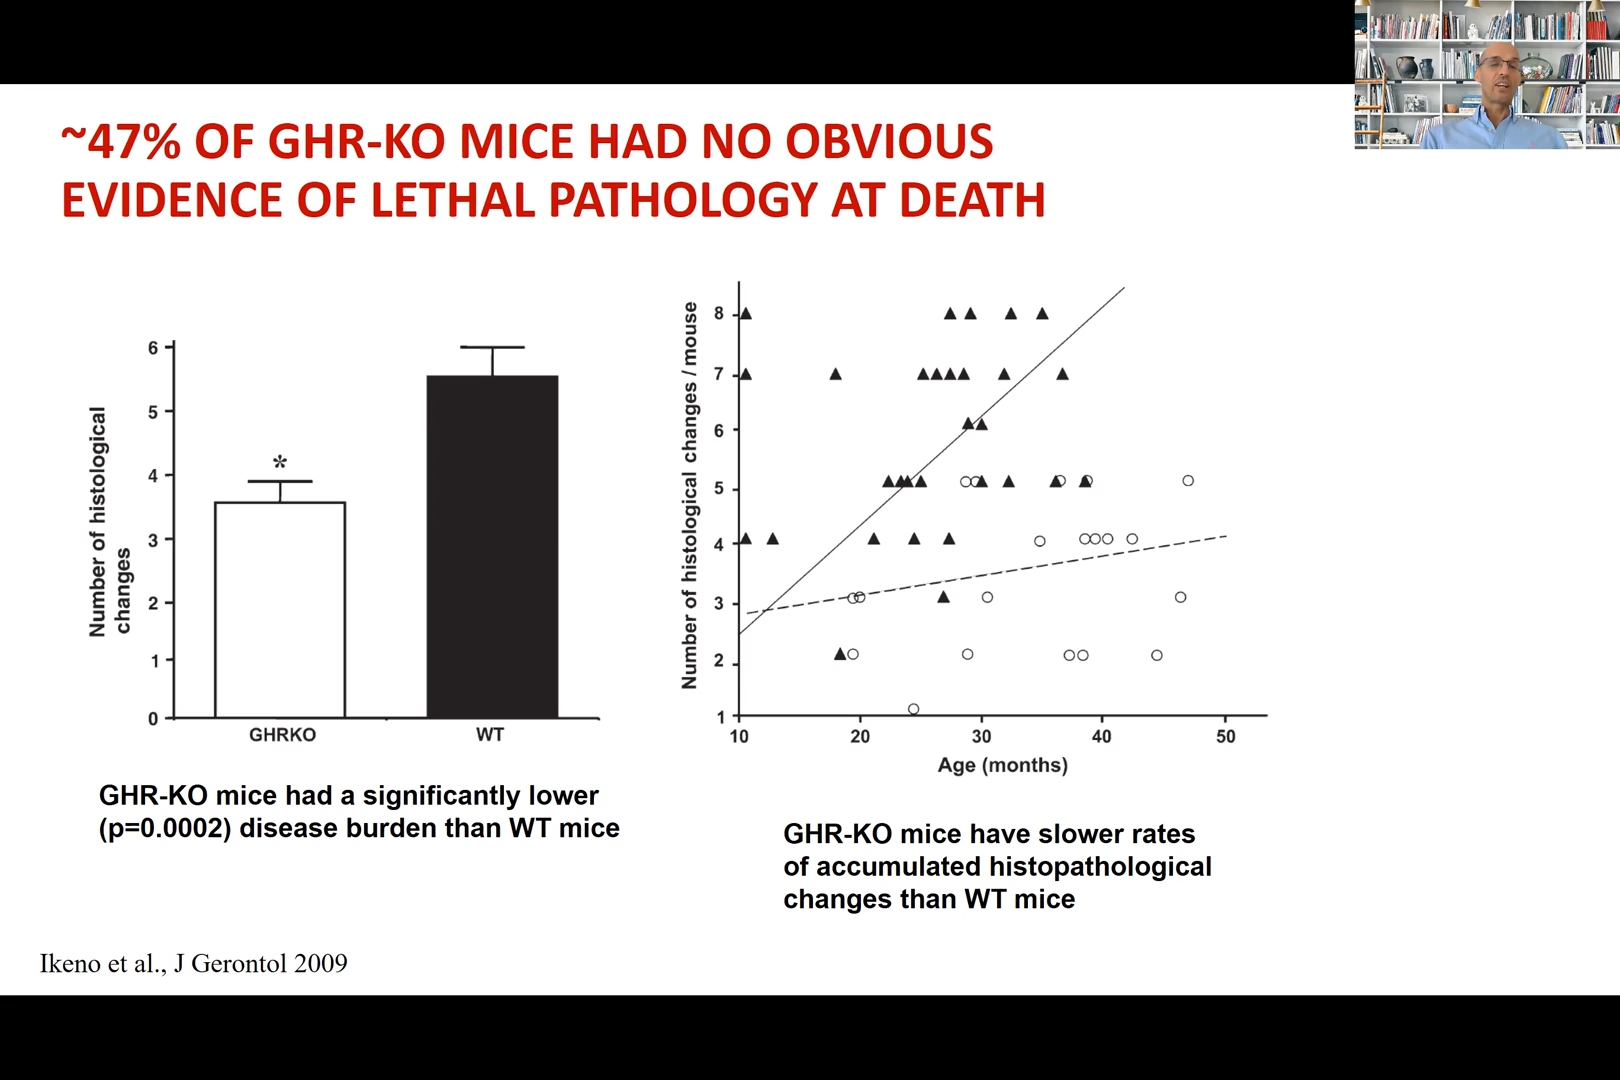 ~47% OF GHR-KO MICE HAD NO OBVIOUS
EVIDENCE OF LETHAL PATHOLOGY AT DEATH
Number of histological
changes
6
5
4
3
2
1
0
*
GHRKO
WT
GHR-KO mice had a significantly lower
(p=0.0002) disease burden than WT mice
Number of histological changes / mouse
8
7
6
5
4
3
2
1
10
20
30
40
50
Age (months)
GHR-KO mice have slower rates
of accumulated histopathological
changes than WT mice
Ikeno et al., J Gerontol 2009